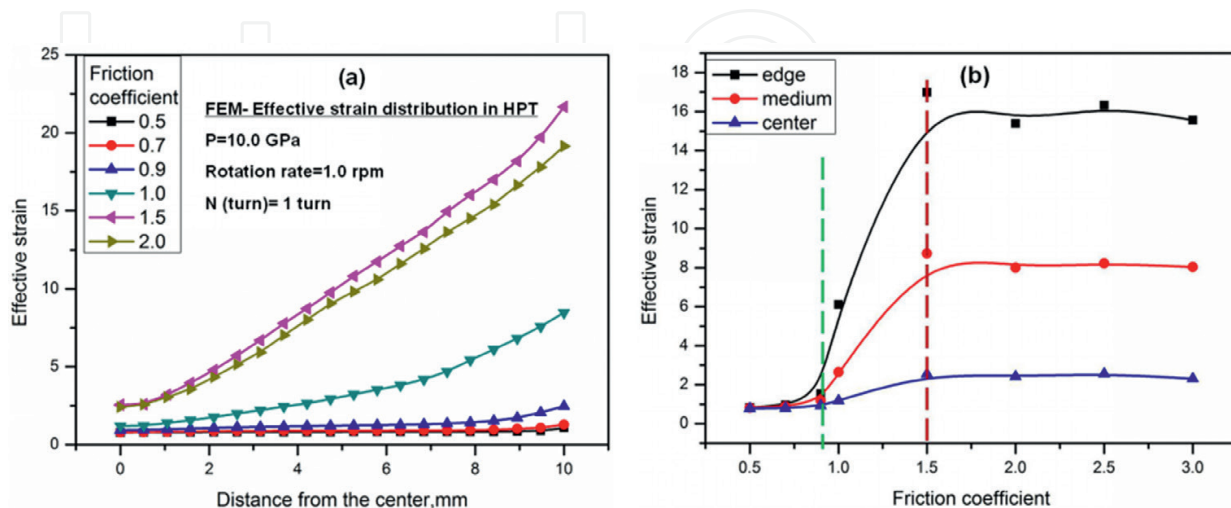 (a)
Friction
coefficient
0.5
0.7
0.9
1.0
1.5
2.0
FEM- Effective strain distribution in HPT
P=10.0 GPa
Rotation rate=1.0 rpm
N (turn)= 1 turn
25
20
15
10
5
0
Effective strain
0 2 4 6 8 10
Distance from the center,mm
(b)
edge
medium
center
18
16
14
12
10
8
6
4
2
0
Effective strain
0.5 1.0 1.5 2.0 2.5 3.0
Friction coefficient